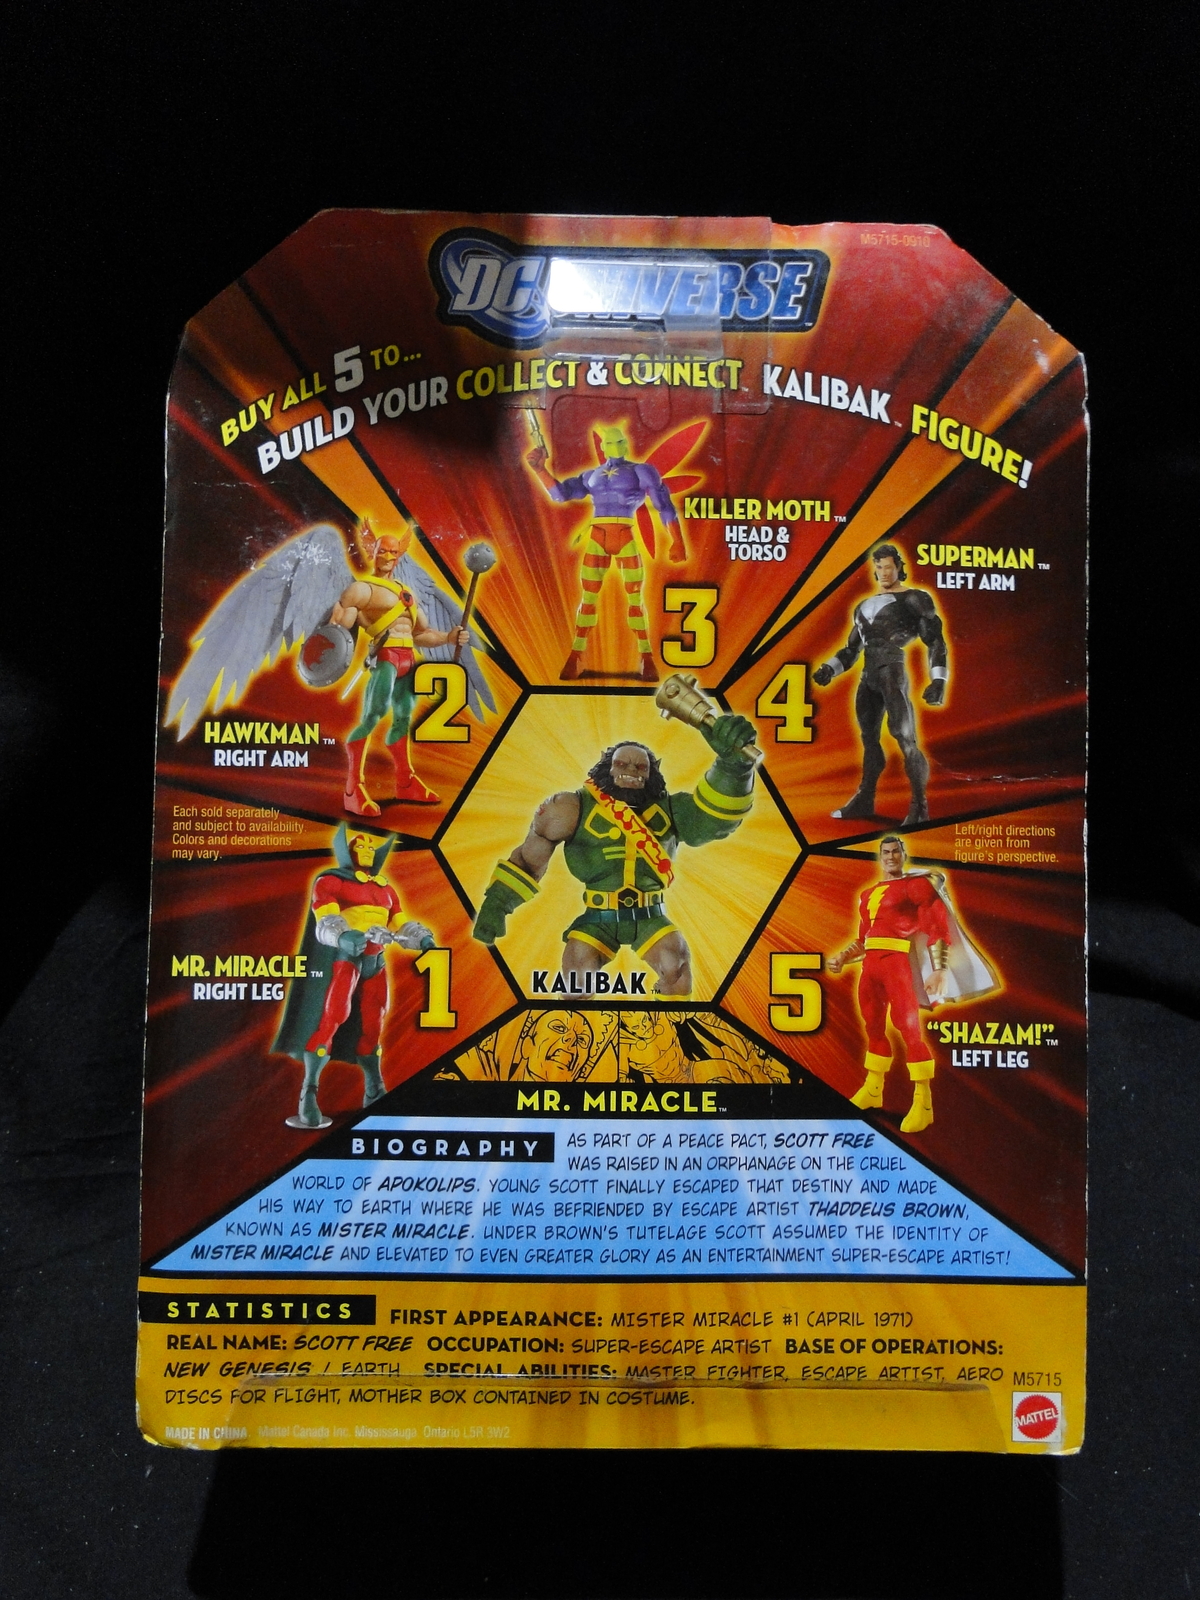 M5715-0910
DC UNIVERSE
BUY ALL 5 TO...
BUILD YOUR COLLECT & CONNECT KALIBAK™ FIGURE!
KILLER MOTH™
HEAD &
TORSO
3
SUPERMAN™
LEFT ARM
4
HAWKMAN™
RIGHT ARM
2
Each sold separately
and subject to availability.
Colors and decorations
may vary.
Left/right directions
are given from
figure's perspective.
MR. MIRACLE™
RIGHT LEG
1
KALIBAK™
5
"SHAZAM!"™
LEFT LEG
MR. MIRACLE™
BIOGRAPHY
AS PART OF A PEACE PACT, SCOTT FREE
WAS RAISED IN AN ORPHANAGE ON THE CRUEL
WORLD OF APOKOLIPS. YOUNG SCOTT FINALLY ESCAPED THAT DESTINY AND MADE
HIS WAY TO EARTH WHERE HE WAS BEFRIENDED BY ESCAPE ARTIST THADDEUS BROWN,
KNOWN AS MISTER MIRACLE. UNDER BROWN'S TUTELAGE SCOTT ASSUMED THE IDENTITY OF
MISTER MIRACLE AND ELEVATED TO EVEN GREATER GLORY AS AN ENTERTAINMENT SUPER-ESCAPE ARTIST!
STATISTICS FIRST APPEARANCE: MISTER MIRACLE #1 (APRIL 1971)
REAL NAME: SCOTT FREE OCCUPATION: SUPER-ESCAPE ARTIST BASE OF OPERATIONS:
NEW GENESIS / EARTH SPECIAL ABILITIES: MASTER FIGHTER, ESCAPE ARTIST, AERO
DISCS FOR FLIGHT, MOTHER BOX CONTAINED IN COSTUME.
M5715
MATTEL
MADE IN CHINA. Mattel Canada Inc. Mississauga, Ontario L5R 3W2